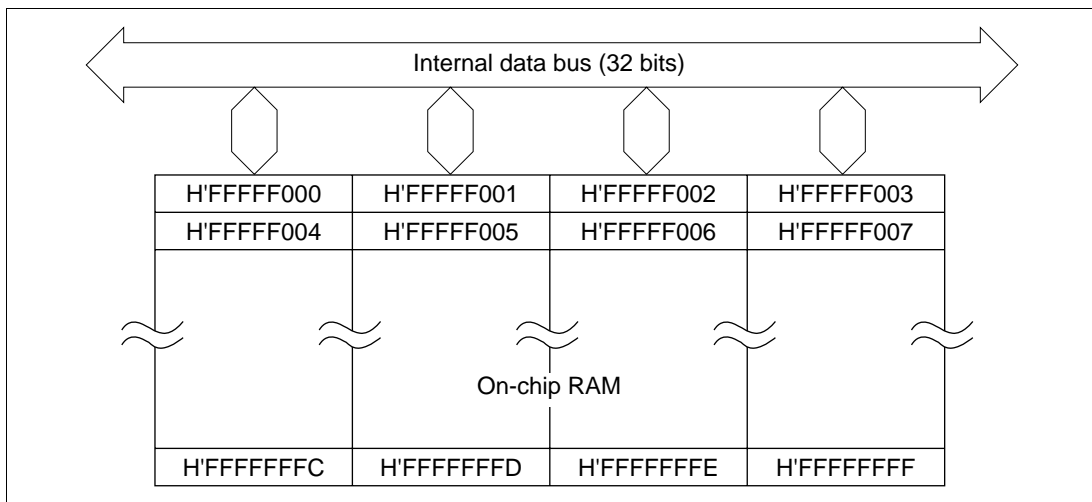 Internal data bus (32 bits)
H'FFFFF000 H'FFFFF001 H'FFFFF002 H'FFFFF003
H'FFFFF004 H'FFFFF005 H'FFFFF006 H'FFFFF007
On-chip RAM
H'FFFFFFFC H'FFFFFFFD H'FFFFFFFE H'FFFFFFFF